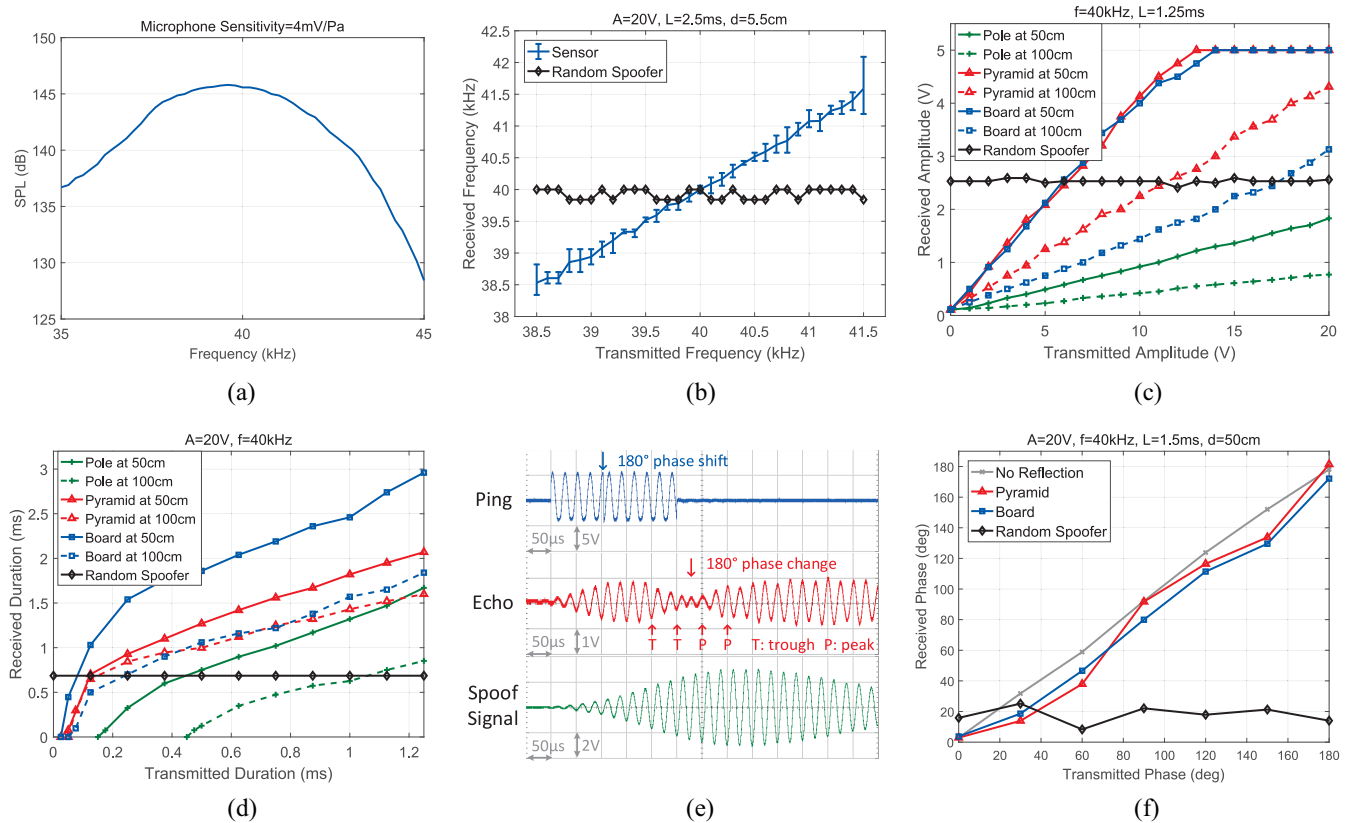 Microphone Sensitivity=4mV/Pa
150
145
140
135
130
125
SPL (dB)
35
40
45
Frequency (kHz)
(a)
A=20V, L=2.5ms, d=5.5cm
Sensor
Random Spoofer
42.5
42
41.5
41
40.5
40
39.5
39
38.5
38
Received Frequency (kHz)
38.5
39
39.5
40
40.5
41
41.5
Transmitted Frequency (kHz)
(b)
f=40kHz, L=1.25ms
Pole at 50cm
Pole at 100cm
Pyramid at 50cm
Pyramid at 100cm
Board at 50cm
Board at 100cm
Random Spoofer
5
4
3
2
1
0
Received Amplitude (V)
0
5
10
15
20
Transmitted Amplitude (V)
(c)
A=20V, f=40kHz
Pole at 50cm
Pole at 100cm
Pyramid at 50cm
Pyramid at 100cm
Board at 50cm
Board at 100cm
Random Spoofer
3
2.5
2
1.5
1
0.5
0
Received Duration (ms)
0
0.2
0.4
0.6
0.8
1
1.2
Transmitted Duration (ms)
(d)
Ping
180° phase shift
50µs
5V
Echo
180° phase change
T T P P T: trough P: peak
50µs
1V
Spoof
Signal
50µs
2V
(e)
A=20V, f=40kHz, L=1.5ms, d=50cm
No Reflection
Pyramid
Board
Random Spoofer
180
160
140
120
100
80
60
40
20
0
Received Phase (deg)
0
20
40
60
80
100
120
140
160
180
Transmitted Phase (deg)
(f)